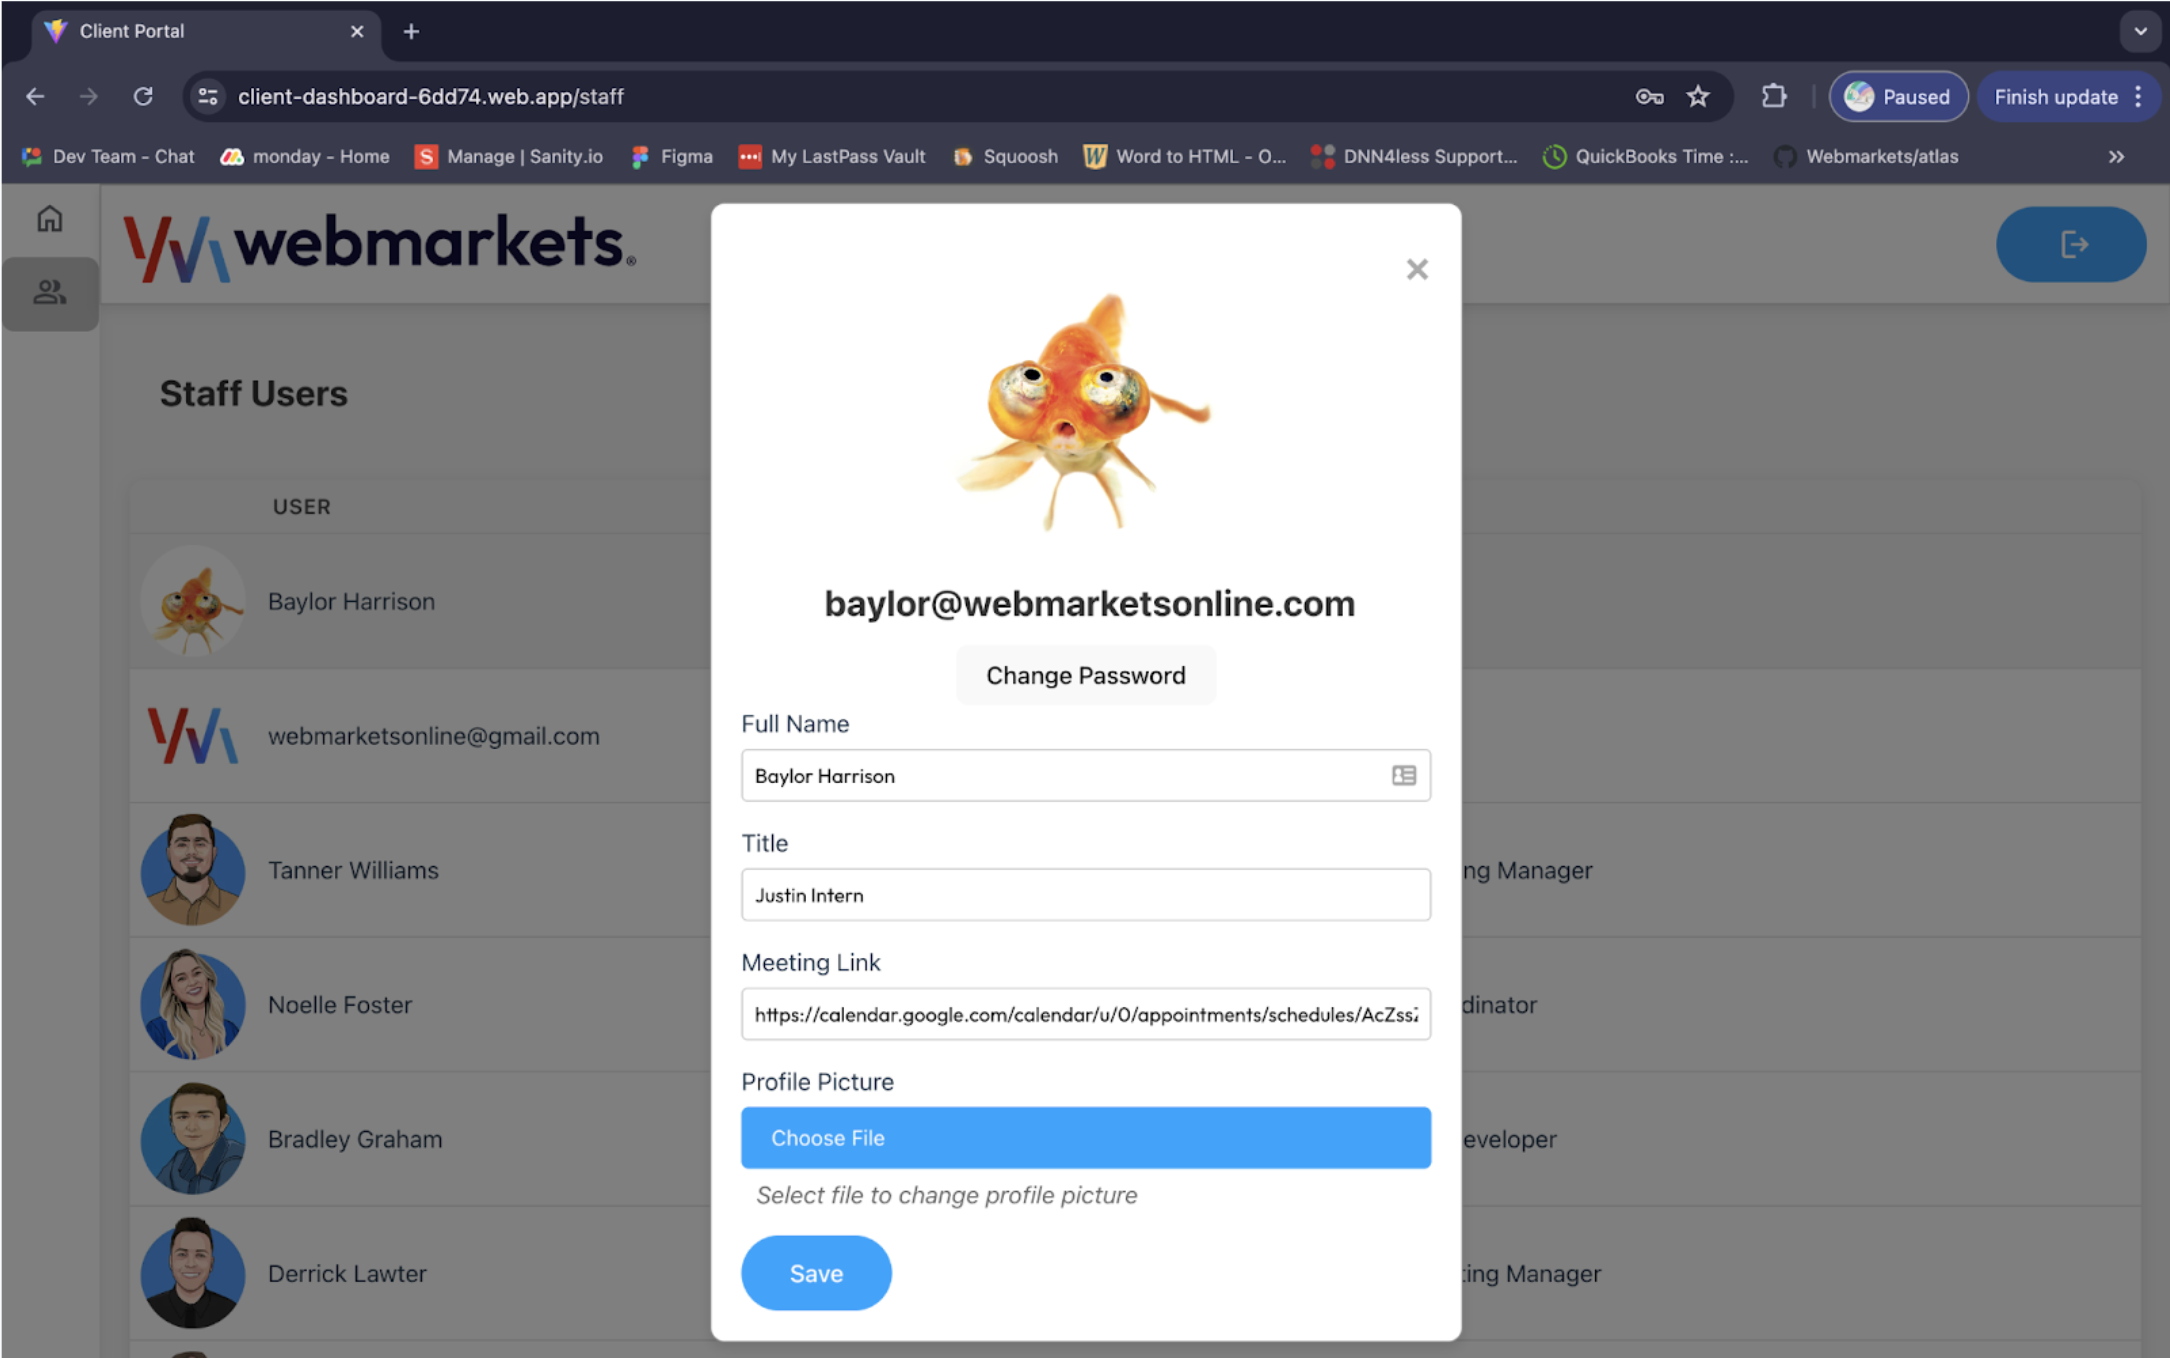 Client Portal
client-dashboard-6dd74.web.app/staff
Paused
Finish update
Dev Team - Chat
monday - Home
Manage | Sanity.io
Figma
My LastPass Vault
Squoosh
Word to HTML - O...
DNN4less Support...
QuickBooks Time :...
Webmarkets/atlas
webmarkets®
Staff Users
USER
Baylor Harrison
webmarketsonline@gmail.com
Tanner Williams
ng Manager
Noelle Foster
dinator
Bradley Graham
eveloper
Derrick Lawter
ting Manager
baylor@webmarketsonline.com
Change Password
Full Name
Baylor Harrison
Title
Justin Intern
Meeting Link
https://calendar.google.com/calendar/u/0/appointments/schedules/AcZssZ
Profile Picture
Choose File
Select file to change profile picture
Save